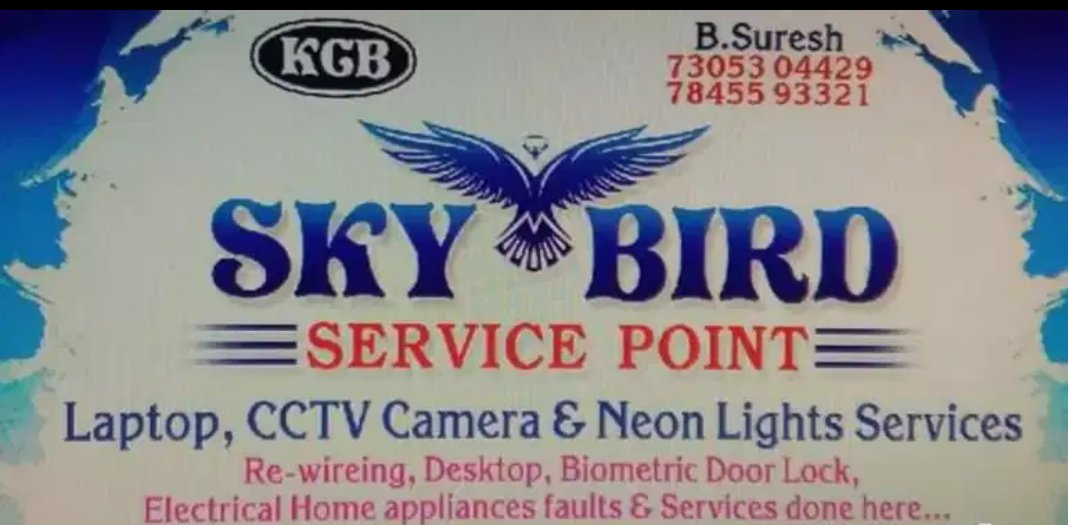 KGB
B.Suresh
73053 04429
78455 93321
SKY BIRD
SERVICE POINT
Laptop, CCTV Camera & Neon Lights Services
Re-wireing, Desktop, Biometric Door Lock,
Electrical Home appliances faults & Services done here...